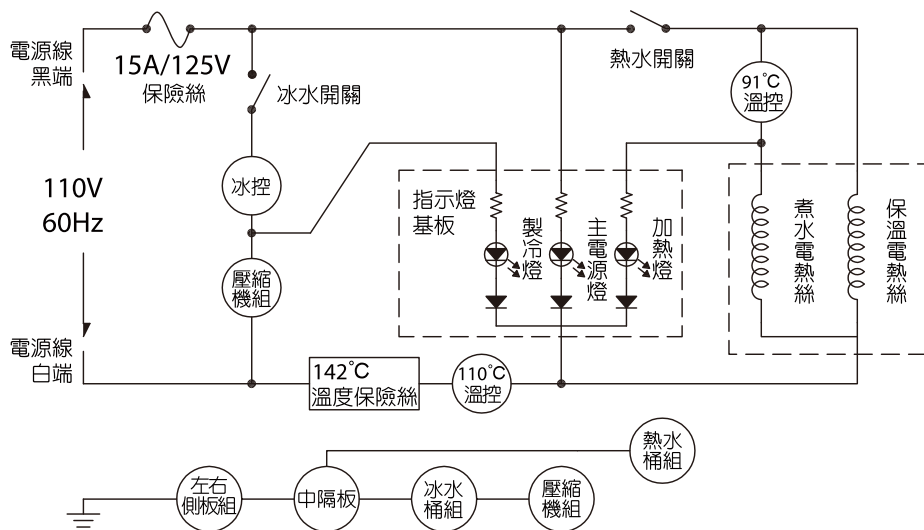 電源線
黑端
15A/125V
保險絲
冰水開關
熱水開關
91°C
溫控
110V
60Hz
冰控
壓縮
機組
指示燈
基板
製冷燈
主電源燈
加熱燈
煮水電熱絲
保溫電熱絲
電源線
白端
142°C
溫度保險絲
110°C
溫控
熱水
桶組
左右
側板組
中隔板
冰水
桶組
壓縮
機組